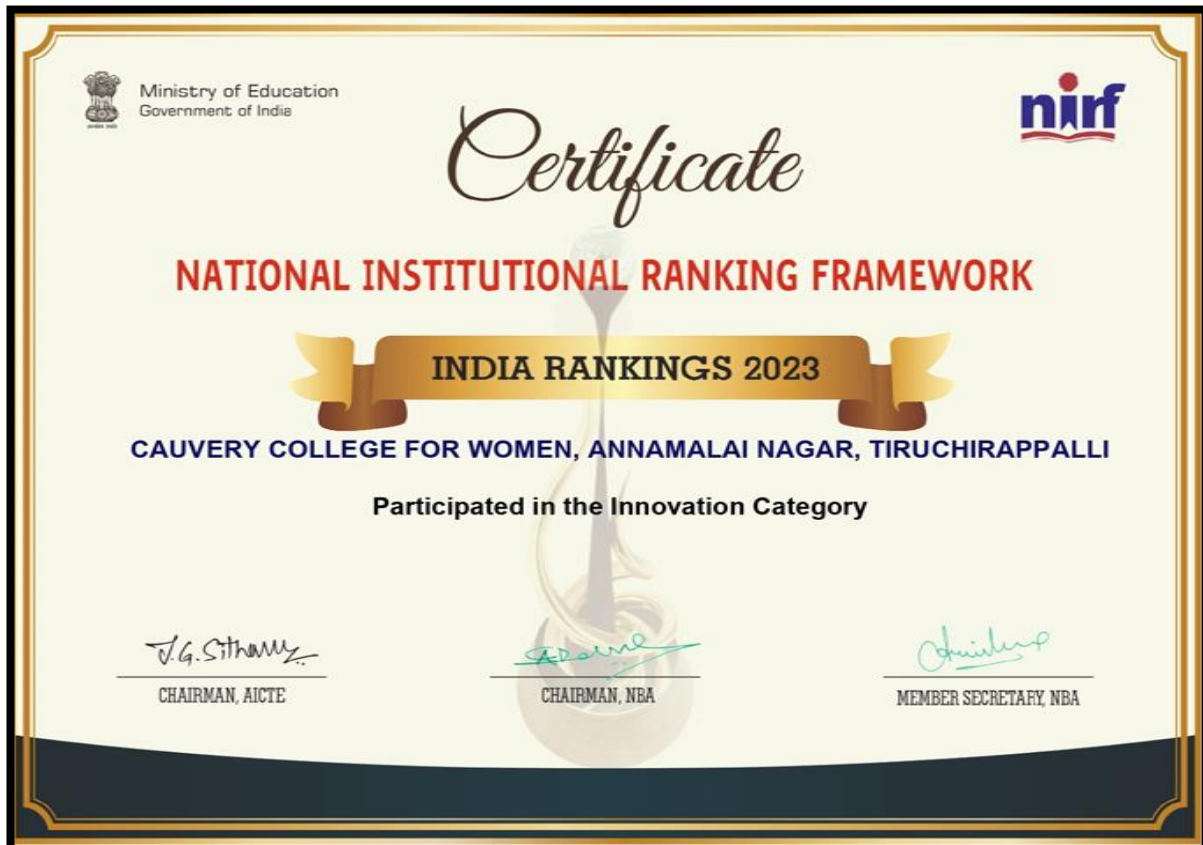 Ministry of Education
Government of India
nirf
Certificate
NATIONAL INSTITUTIONAL RANKING FRAMEWORK
INDIA RANKINGS 2023
CAUVERY COLLEGE FOR WOMEN, ANNAMALAI NAGAR, TIRUCHIRAPPALLI
Participated in the Innovation Category
CHAIRMAN, AICTE
CHAIRMAN, NBA
MEMBER SECRETARY, NBA